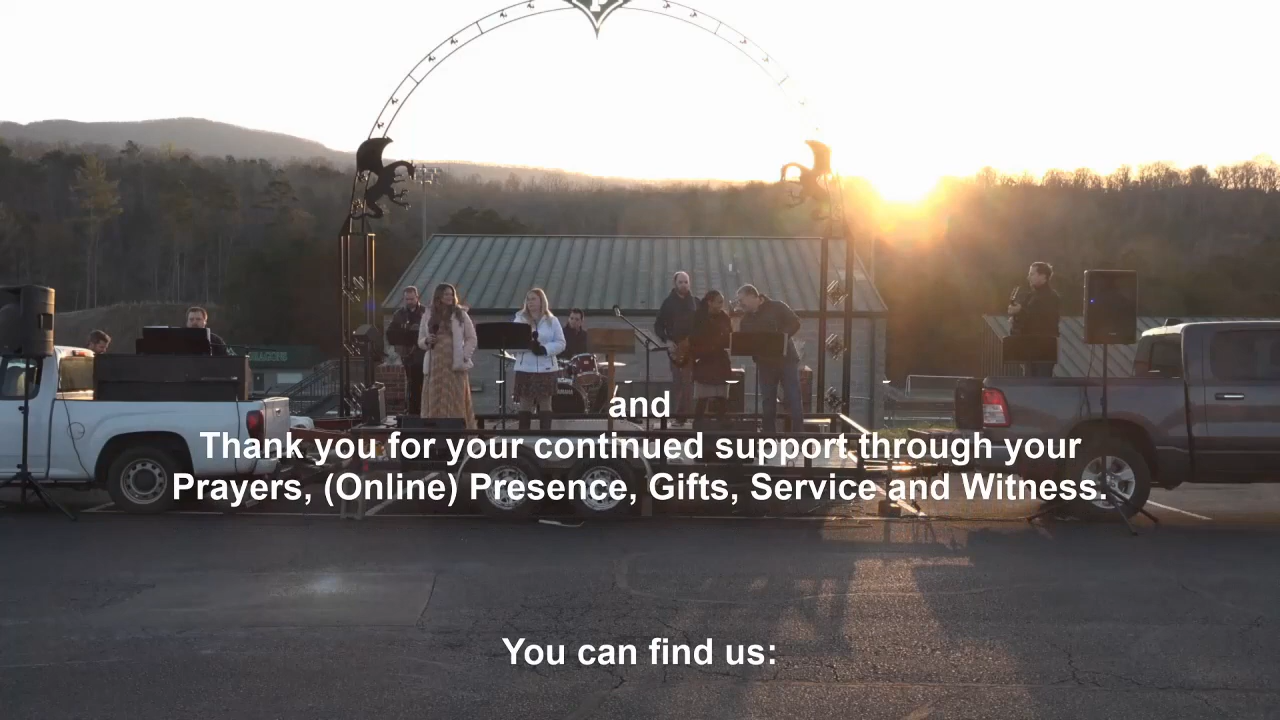 P
and
Thank you for your continued support through your
Prayers, (Online) Presence, Gifts, Service and Witness.
You can find us: